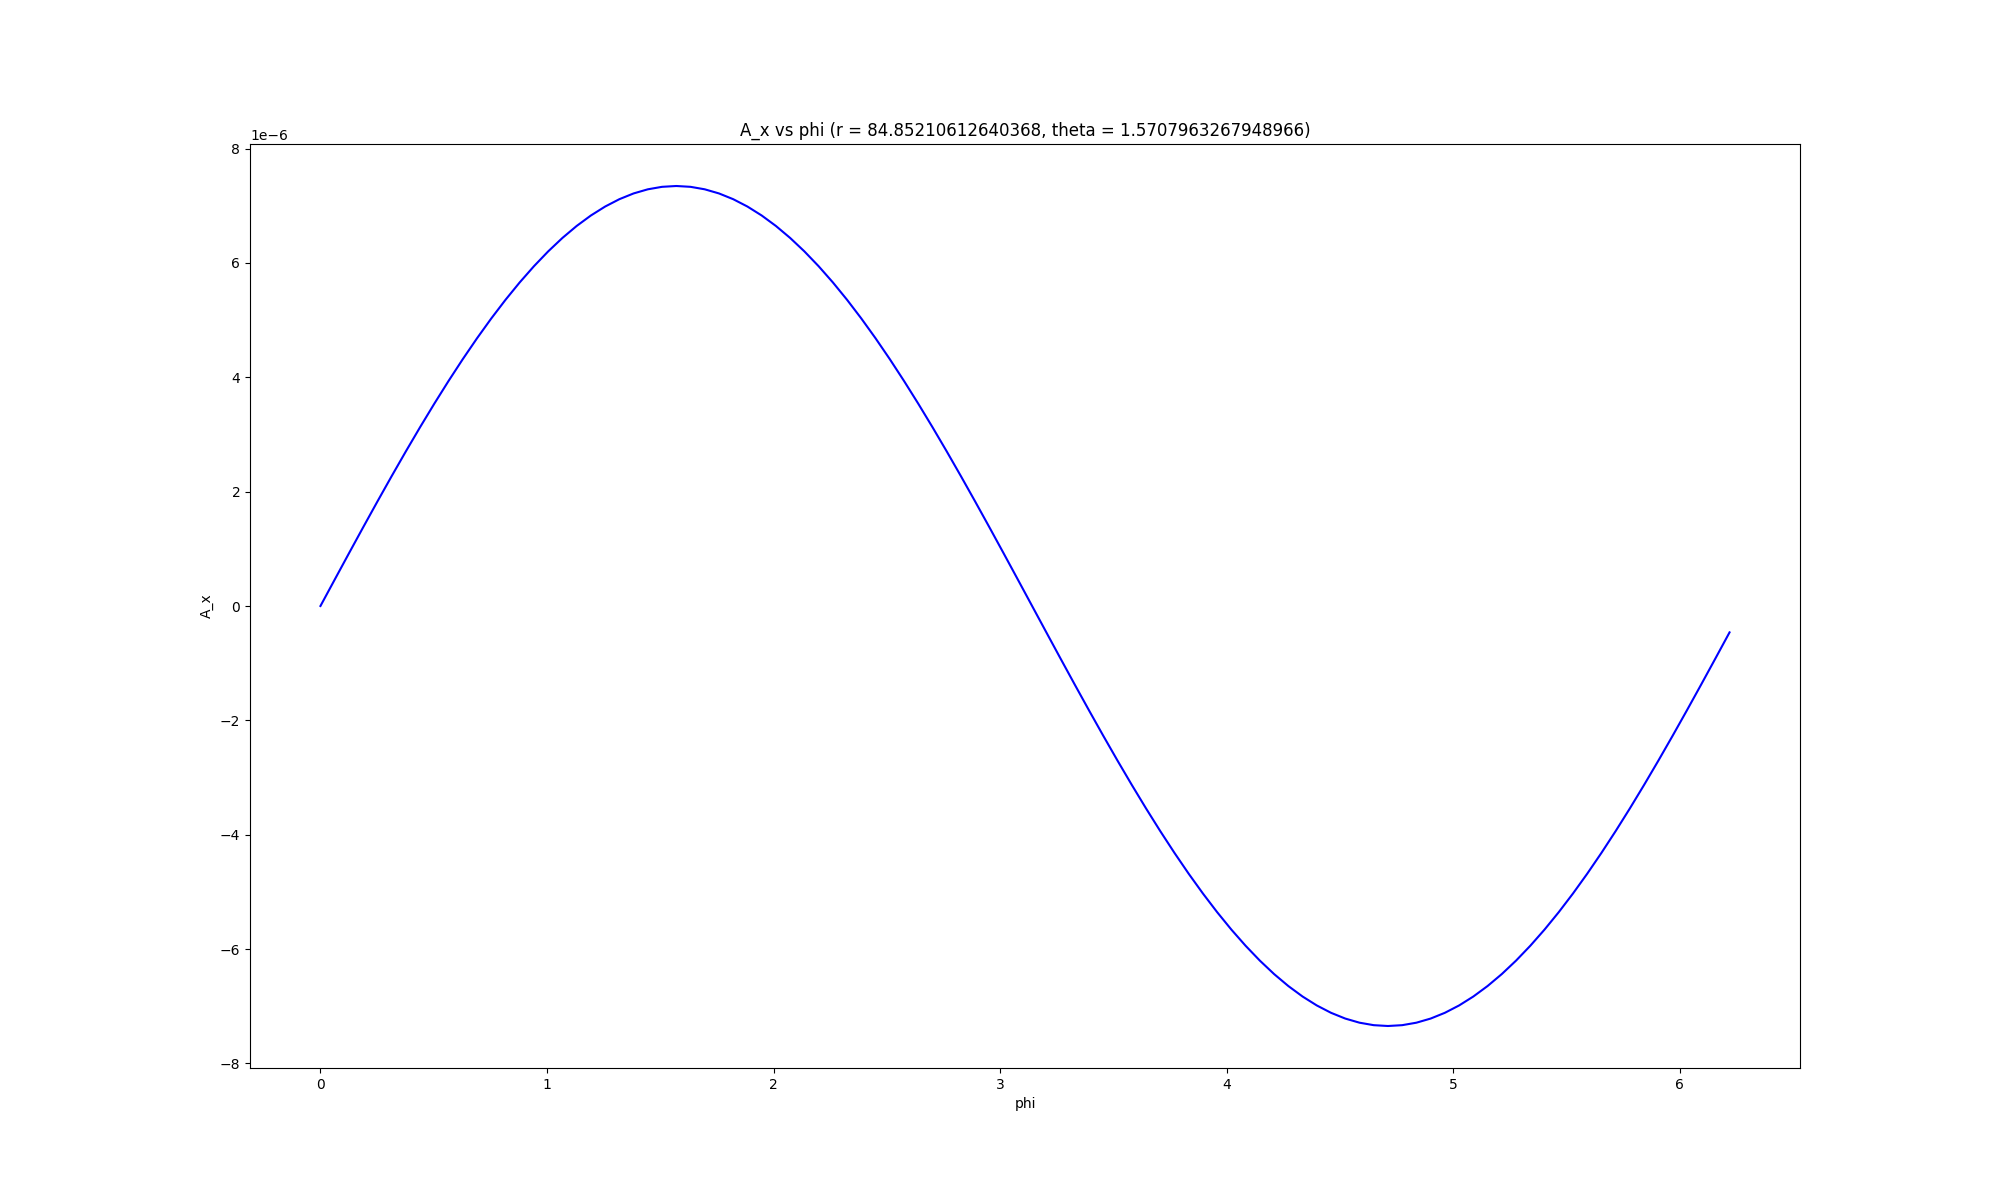 A_x vs phi (r = 84.85210612640368, theta = 1.5707963267948966)
1e−6
8
6
4
2
0
−2
−4
−6
−8
A_x
0 1 2 3 4 5 6
phi